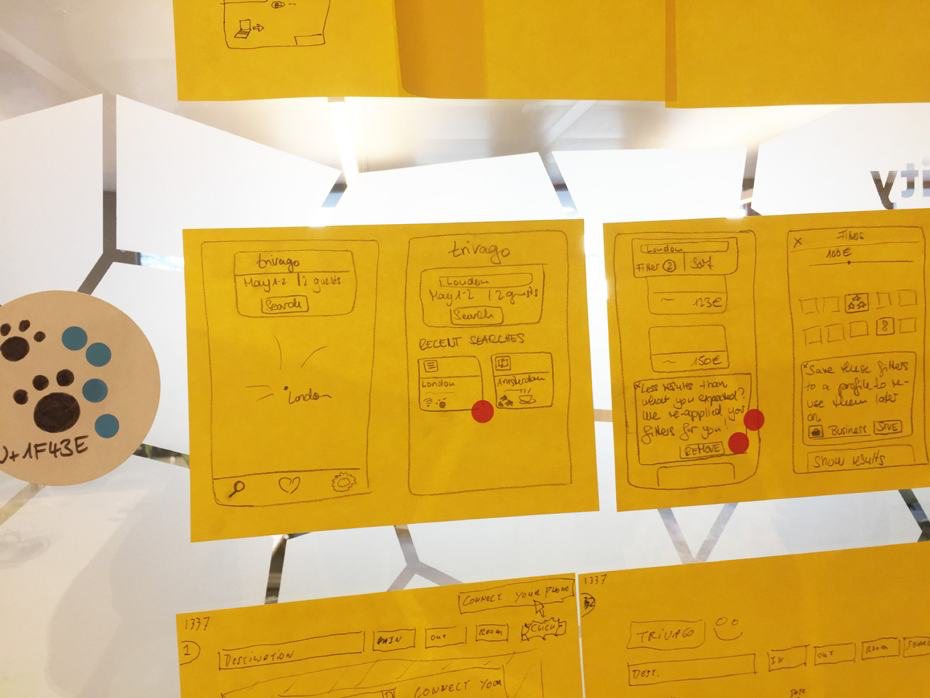 yti
U+1F43E
trivago
May 1-2 | 2 guests
Search
London
trivago
London
May 1-2 | 2 guests
Search
RECENT SEARCHES
London
Amsterdam
London
Filter 2 | Sort
~ 123€
~ 150€
x Less results than
what you expected?
We re-applied your
filters for you!
REMOVE
x Filters
100€
8
x Save these filters
to a profile to re-
use them later
on.
Business SAVE
Show results
1337
1
CONNECT YOUR PHONE
DESTINATION
OUT
ROOM
CLICK
CONNECT YOUR
1337
2
TRIVAGO
DEST.
IN
OUT
ROOM